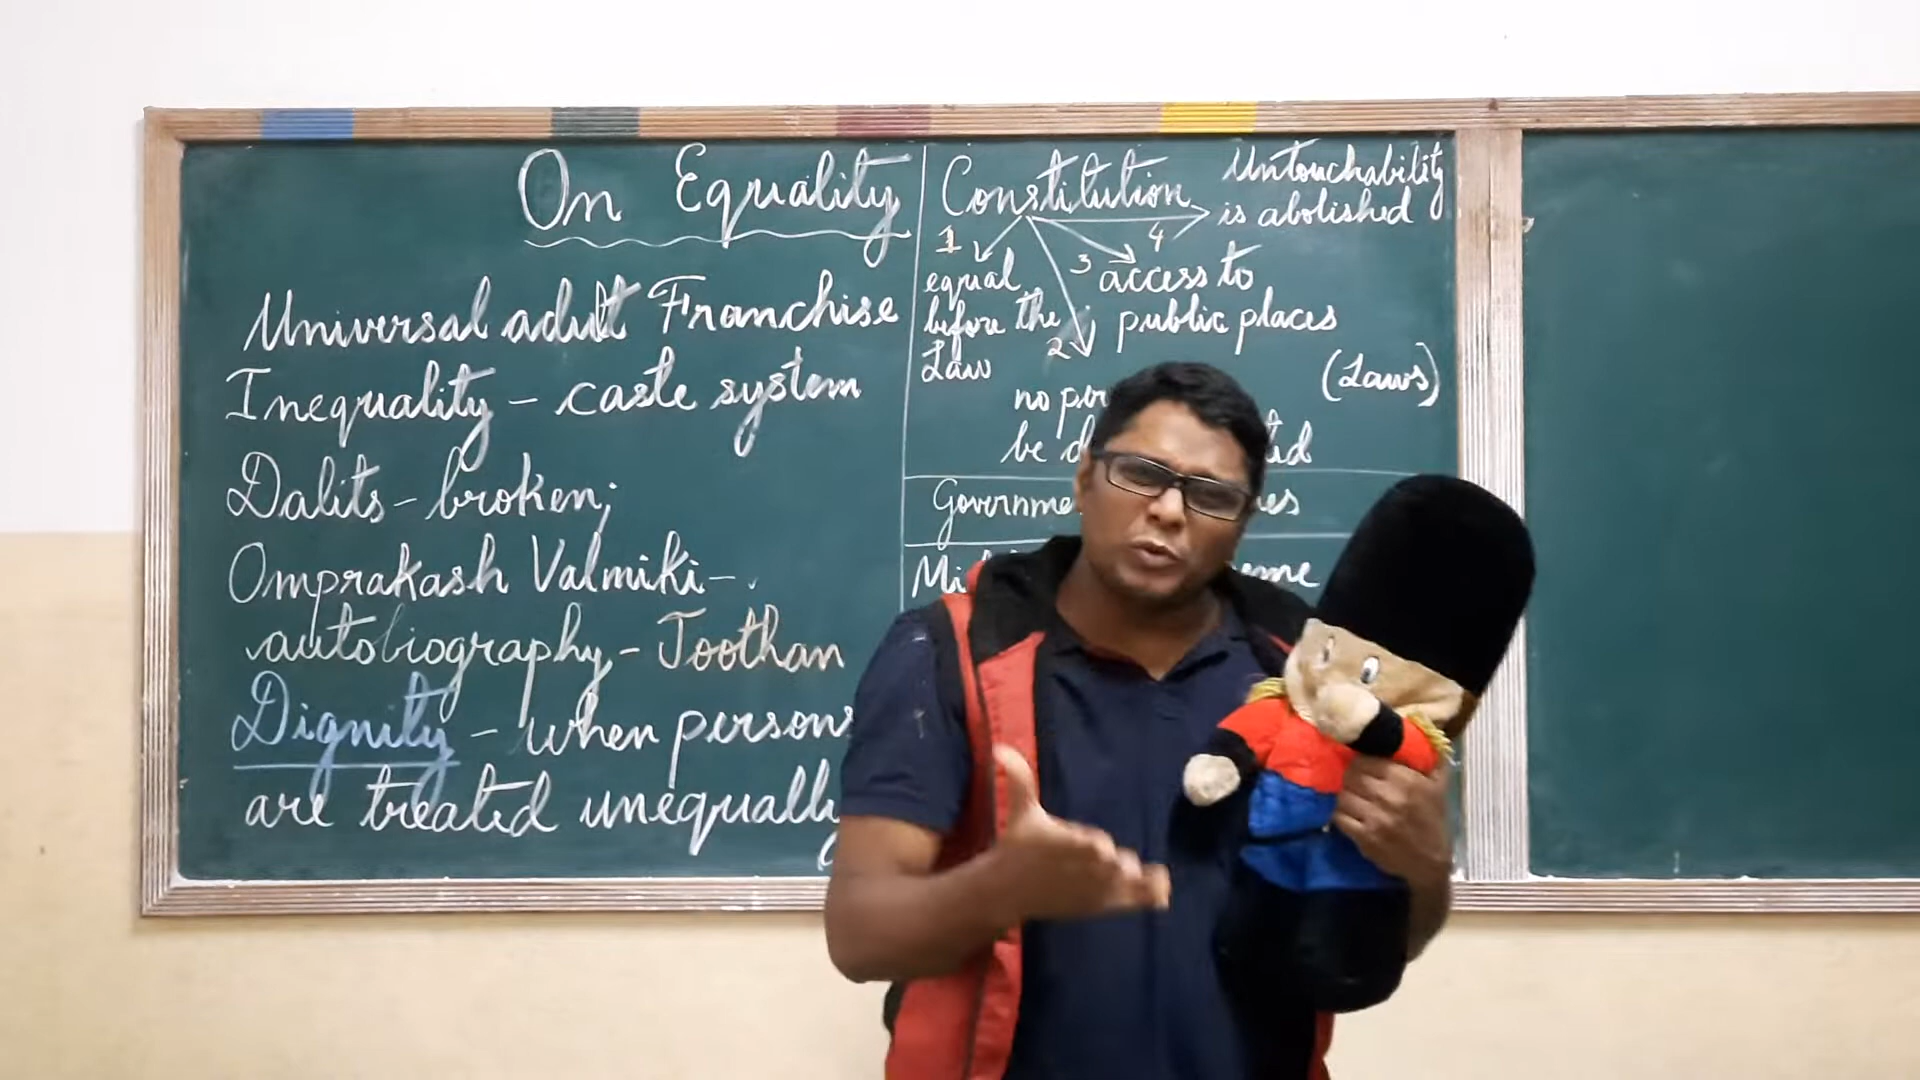 On Equality
Universal adult Franchise
Inequality - caste system
Dalits - broken;
Omprakash Valmiki -
autobiography - Joothan
Dignity - when persons
are treated unequally
Constitution
1
equal
before the
Law
2
no
be
3 access to
public places
4
Untouchability
is abolished
(Laws)